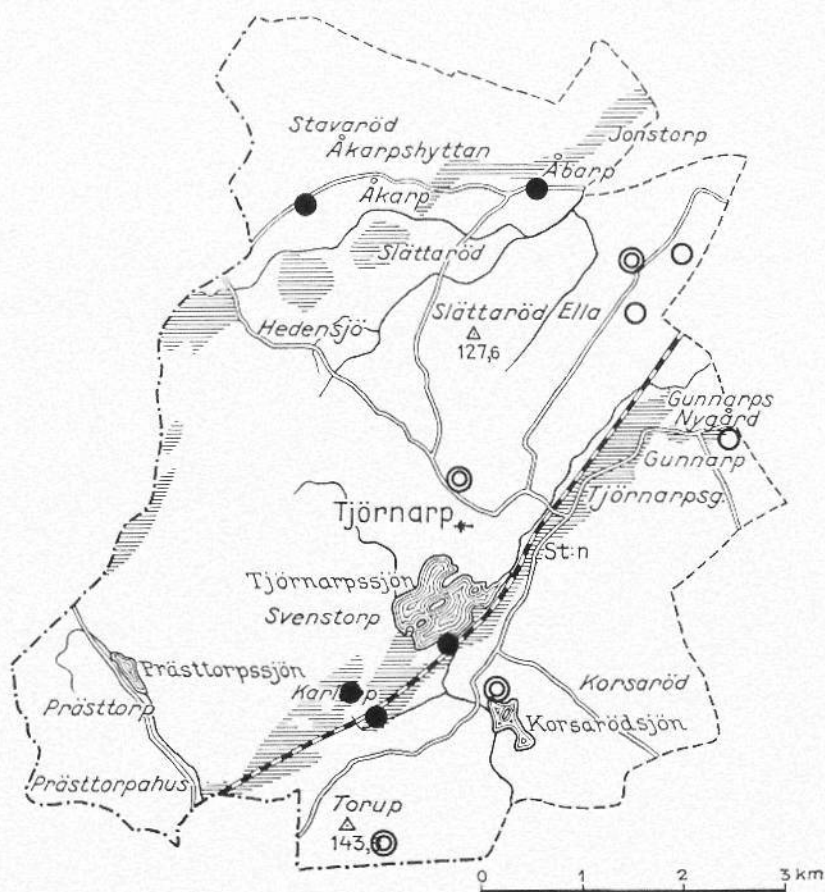 Stavaröd
Åkarpshyttan
Jonstorp
Åbarp
Åkarp
Slättaröd
Slättaröd Ella
127,6
Hedensjö
Gunnarps
Nygård
Gunnarp
Tjörnarpsg.
Tjörnarp
St:n
Tjörnarpssjön
Svenstorp
Prästtorpssjön
Prästtorp
Korsaröd
Korsarödsjön
Prästtorpahus
Torup
0 1 2 3 km